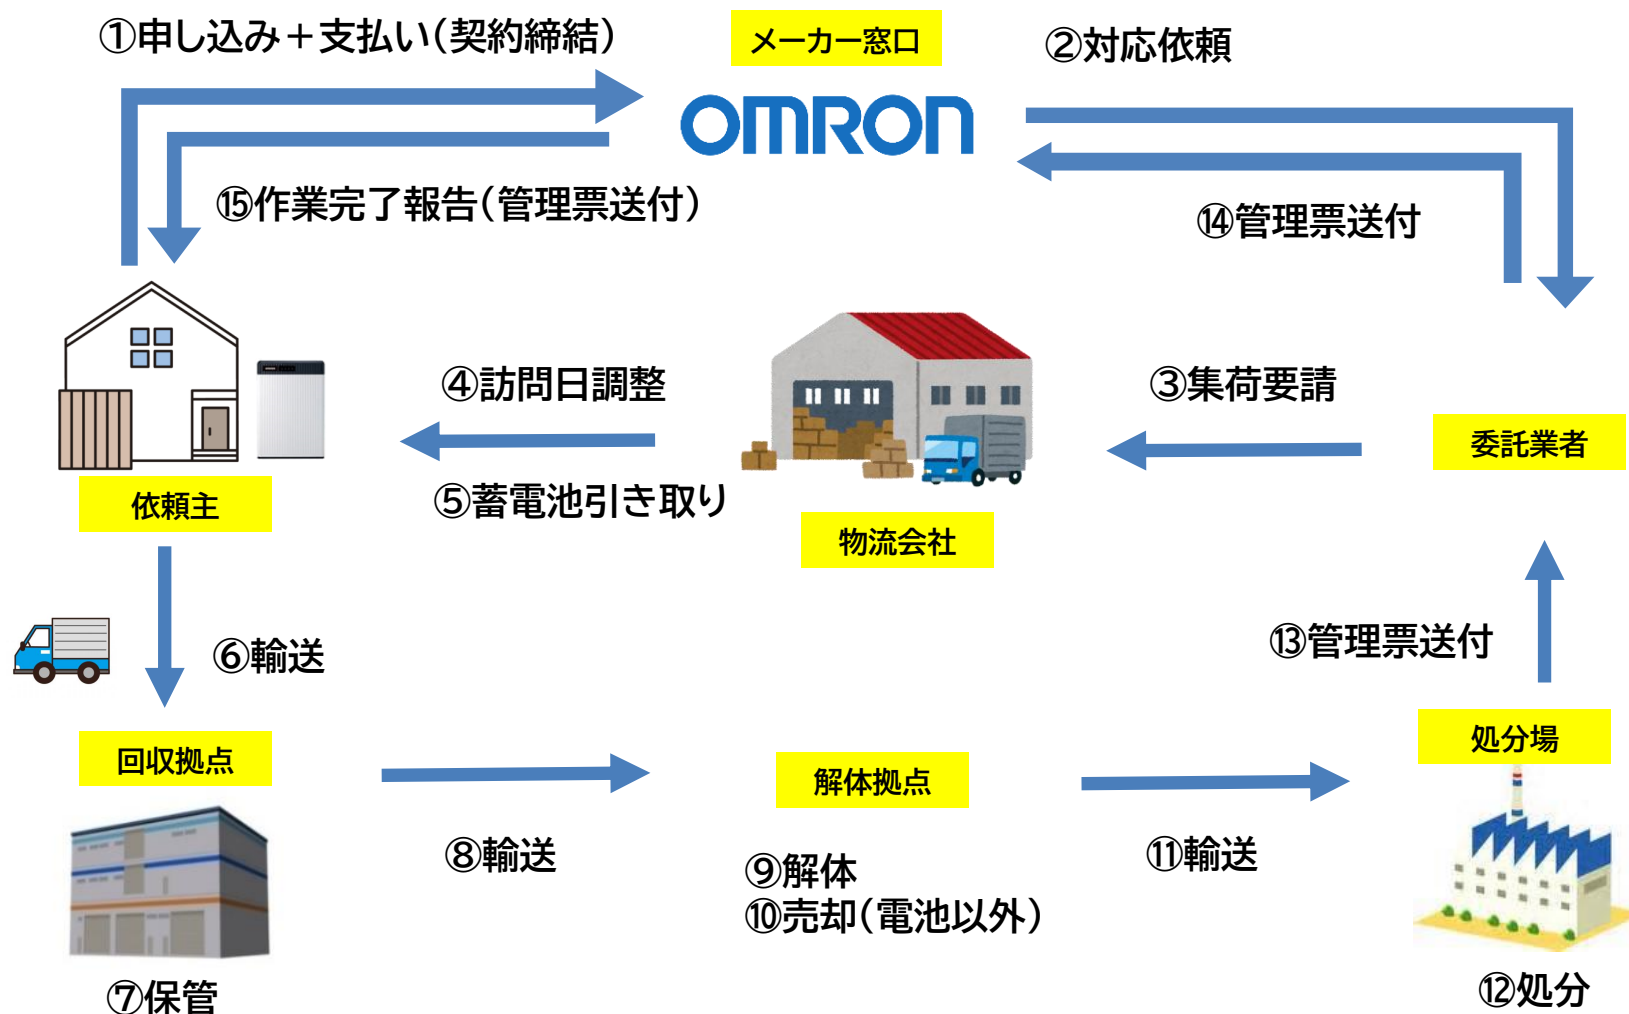 ①申し込み＋支払い（契約締結）
メーカー窓口
②対応依頼
OMRON
⑮作業完了報告（管理票送付）
⑭管理票送付
④訪問日調整
③集荷要請
委託業者
依頼主
⑤蓄電池引き取り
物流会社
⑥輸送
⑬管理票送付
回収拠点
解体拠点
処分場
⑧輸送
⑨解体
⑩売却（電池以外）
⑪輸送
⑦保管
⑫処分